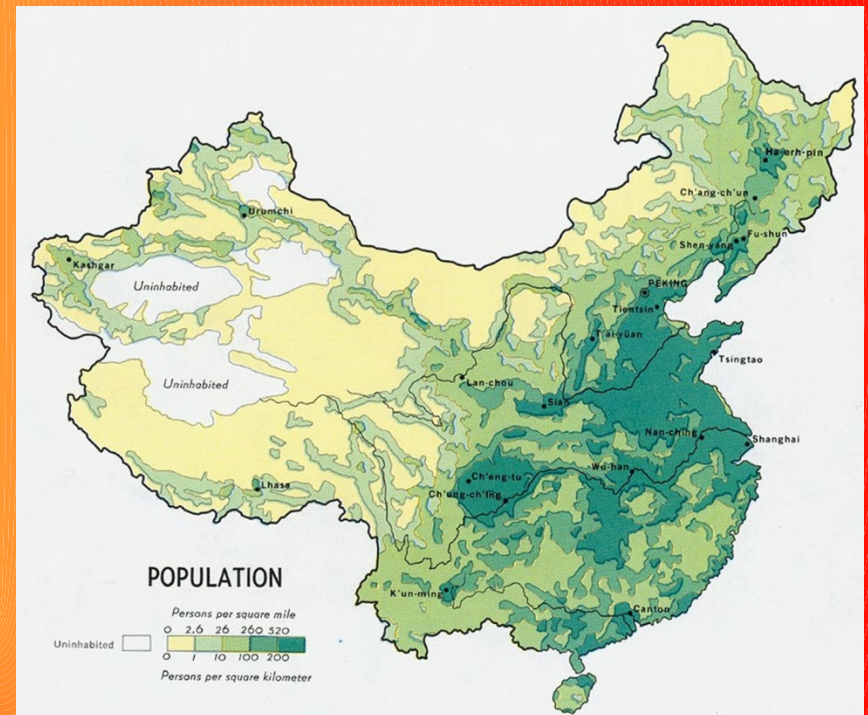 Ha-erh-pin
Ch'ang-ch'un
Urumchi
Fu-shun
Shen-yang
Kashgar
PEKING
Uninhabited
Tientsin
T'ai-yüan
Tsingtao
Uninhabited
Lan-chou
Sian
Nan-ching
Shanghai
Wu-han
Ch'eng-tu
Lhasa
Ch'ung-ch'ing
POPULATION
K'un-ming
Persons per square mile
Canton
0 2.6 26 260 520
Uninhabited
0 1 10 100 200
Persons per square kilometer